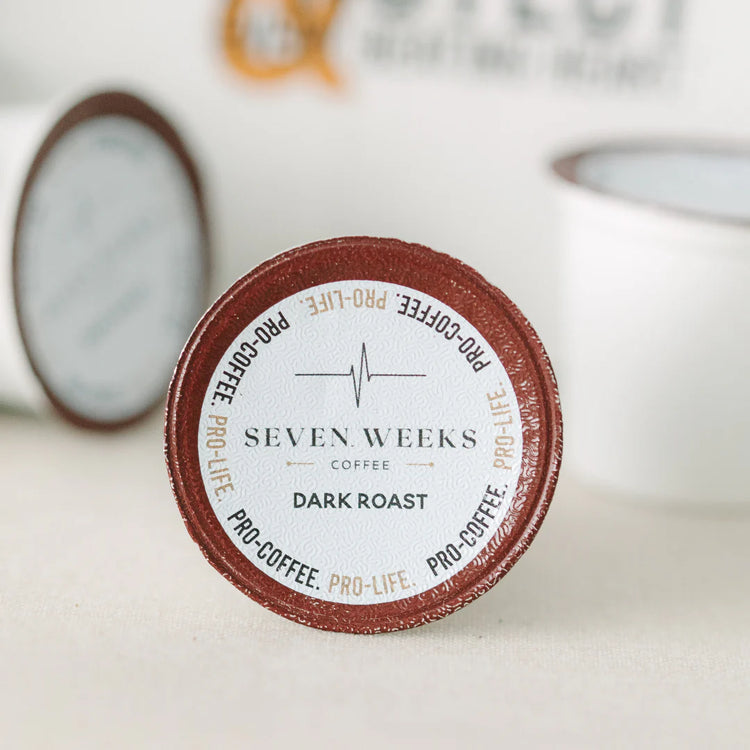 SEVEN WEEKS
COFFEE
DARK ROAST
PRO-LIFE. PRO-COFFEE. PRO-LIFE. PRO-COFFEE. PRO-LIFE. PRO-COFFEE. PRO-LIFE. PRO-COFFEE.